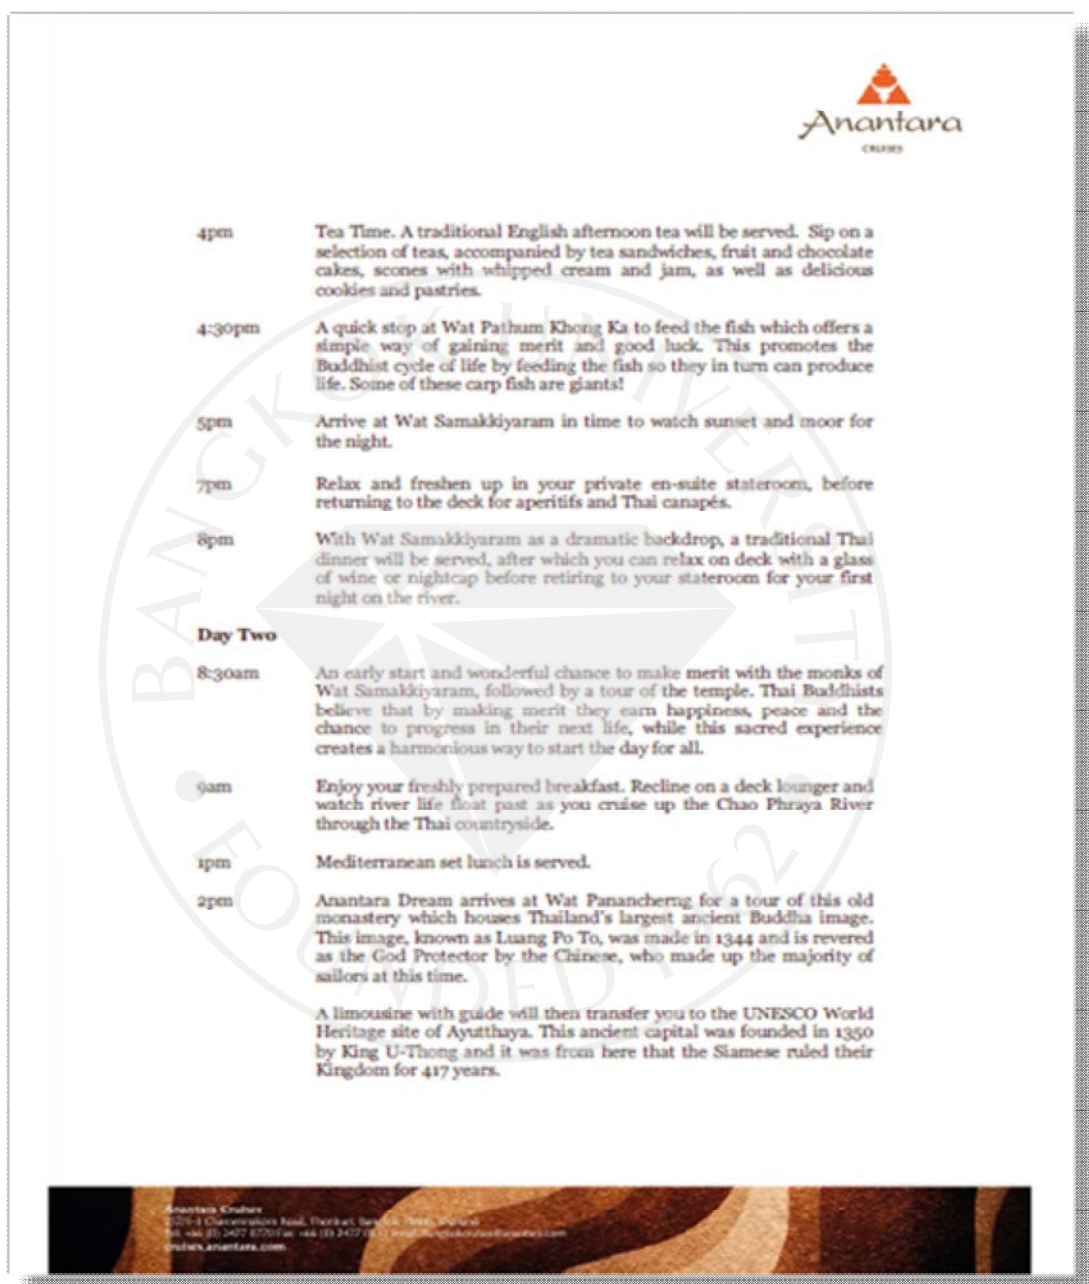 Anantara
CRUISES
4pm Tea Time. A traditional English afternoon tea will be served. Sip on a
selection of teas, accompanied by tea sandwiches, fruit and chocolate
cakes, scones with whipped cream and jam, as well as delicious
cookies and pastries.
4:30pm A quick stop at Wat Pathum Khong Ka to feed the fish which offers a
simple way of gaining merit and good luck. This promotes the
Buddhist cycle of life by feeding the fish so they in turn can produce
life. Some of these carp fish are giants!
5pm Arrive at Wat Samakkiyaram in time to watch sunset and moor for
the night.
7pm Relax and freshen up in your private en-suite stateroom, before
returning to the deck for aperitifs and Thai canapés.
8pm With Wat Samakkiyaram as a dramatic backdrop, a traditional Thai
dinner will be served, after which you can relax on deck with a glass
of wine or nightcap before retiring to your stateroom for your first
night on the river.
Day Two
8:30am An early start and wonderful chance to make merit with the monks of
Wat Samakkiyaram, followed by a tour of the temple. Thai Buddhists
believe that by making merit they earn happiness, peace and the
chance to progress in their next life, while this sacred experience
creates a harmonious way to start the day for all.
9am Enjoy your freshly prepared breakfast. Recline on a deck lounger and
watch river life float past as you cruise up the Chao Phraya River
through the Thai countryside.
1pm Mediterranean set lunch is served.
2pm Anantara Dream arrives at Wat Panancherng for a tour of this old
monastery which houses Thailand's largest ancient Buddha image.
This image, known as Luang Po To, was made in 1344 and is revered
as the God Protector by the Chinese, who made up the majority of
sailors at this time.
A limousine with guide will then transfer you to the UNESCO World
Heritage site of Ayutthaya. This ancient capital was founded in 1350
by King U-Thong and it was from here that the Siamese ruled their
Kingdom for 417 years.
BANGKOK UNIVERSITY
FOUNDED 1962
Anantara Cruises
cruises.anantara.com